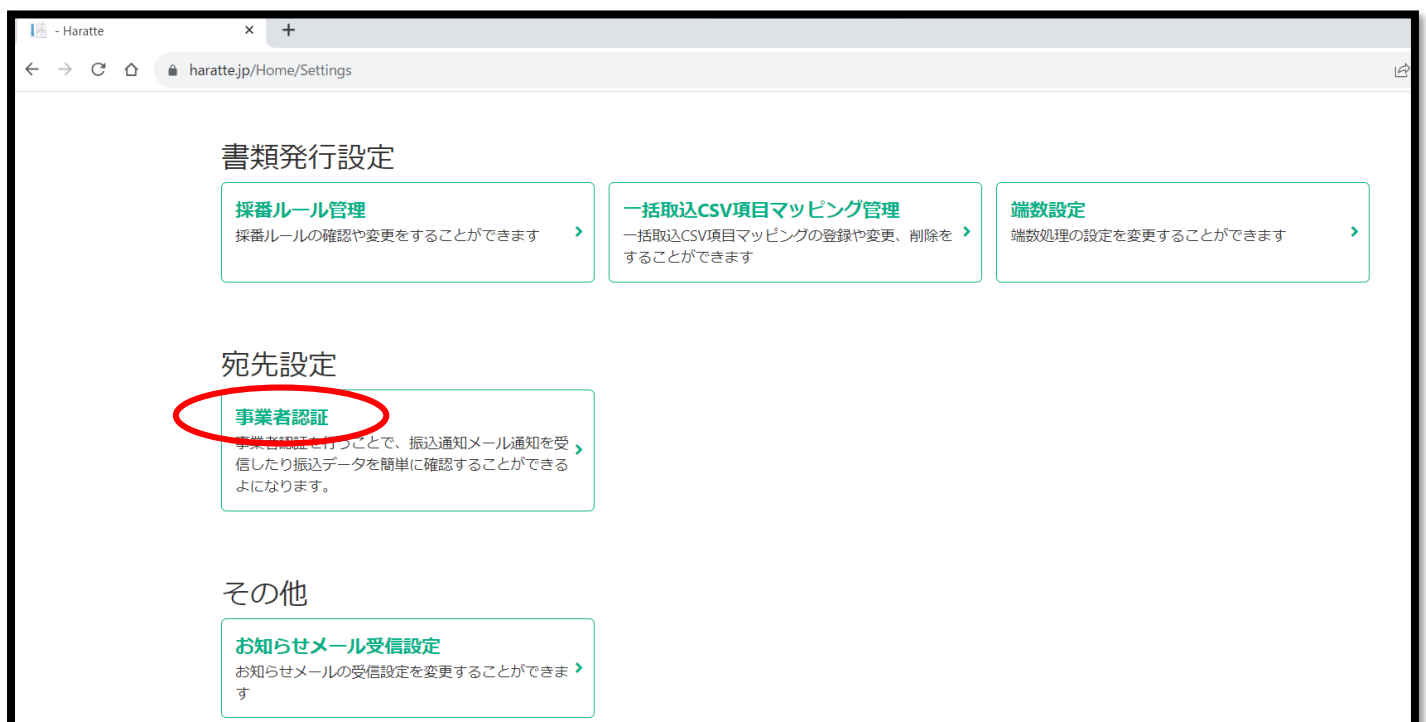 - Haratte
haratte.jp/Home/Settings
書類発行設定
採番ルール管理
採番ルールの確認や変更をすることができます
一括取込CSV項目マッピング管理
一括取込CSV項目マッピングの登録や変更、削除を
することができます
端数設定
端数処理の設定を変更することができます
宛先設定
事業者認証
事業者認証を行うことで、振込通知メール通知を受
信したり振込データを簡単に確認することができる
よになります。
その他
お知らせメール受信設定
お知らせメールの受信設定を変更することができま
す